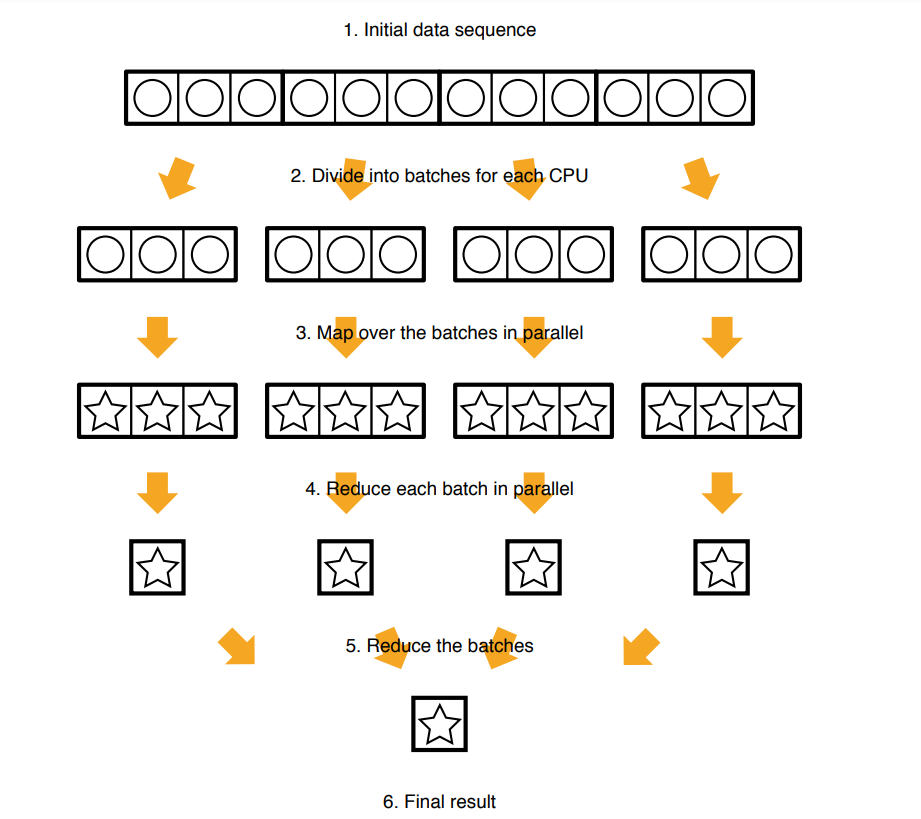 1. Initial data sequence
2. Divide into batches for each CPU
3. Map over the batches in parallel
4. Reduce each batch in parallel
5. Reduce the batches
6. Final result